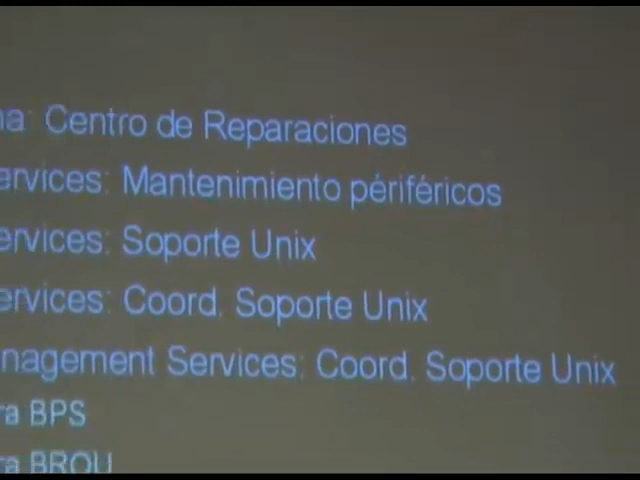 na: Centro de Reparaciones
ervices: Mantenimiento périféricos
ervices: Soporte Unix
ervices: Coord. Soporte Unix
nagement Services: Coord. Soporte Unix
ra BPS
ra BROU